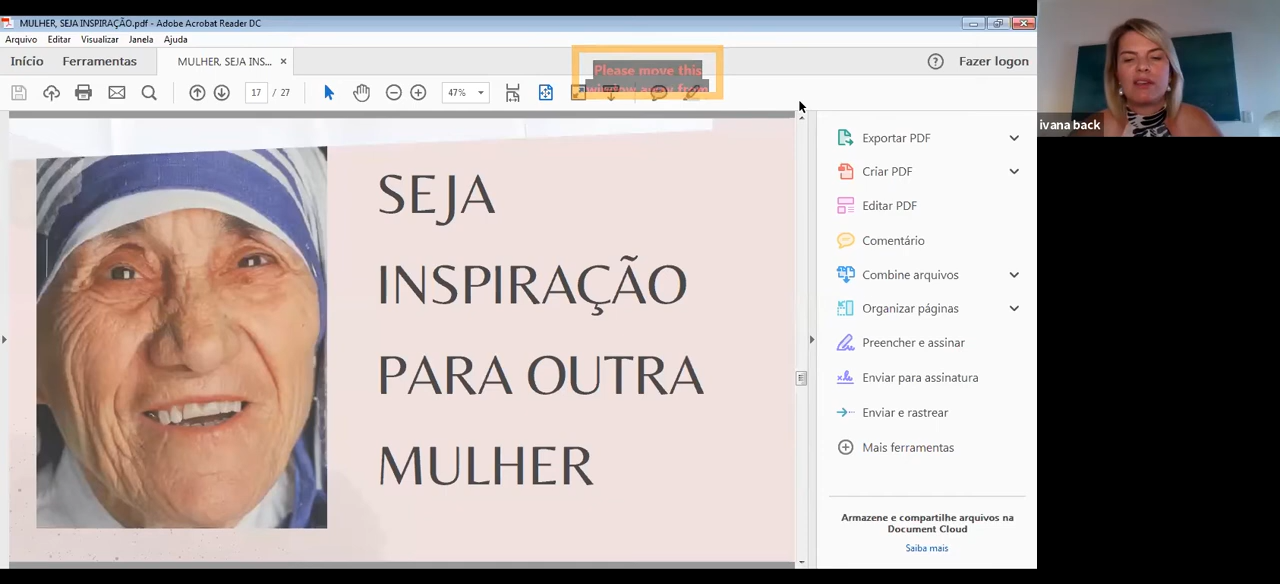 MULHER, SEJA INSPIRAÇÃO.pdf - Adobe Acrobat Reader DC
Arquivo Editar Visualizar Janela Ajuda
Início Ferramentas MULHER, SEJA INS... × Fazer logon
Please move this
window away from
17 / 27 47%
SEJA
INSPIRAÇÃO
PARA OUTRA
MULHER
Exportar PDF
Criar PDF
Editar PDF
Comentário
Combine arquivos
Organizar páginas
Preencher e assinar
Enviar para assinatura
Enviar e rastrear
Mais ferramentas
Armazene e compartilhe arquivos na
Document Cloud
Saiba mais
ivana back